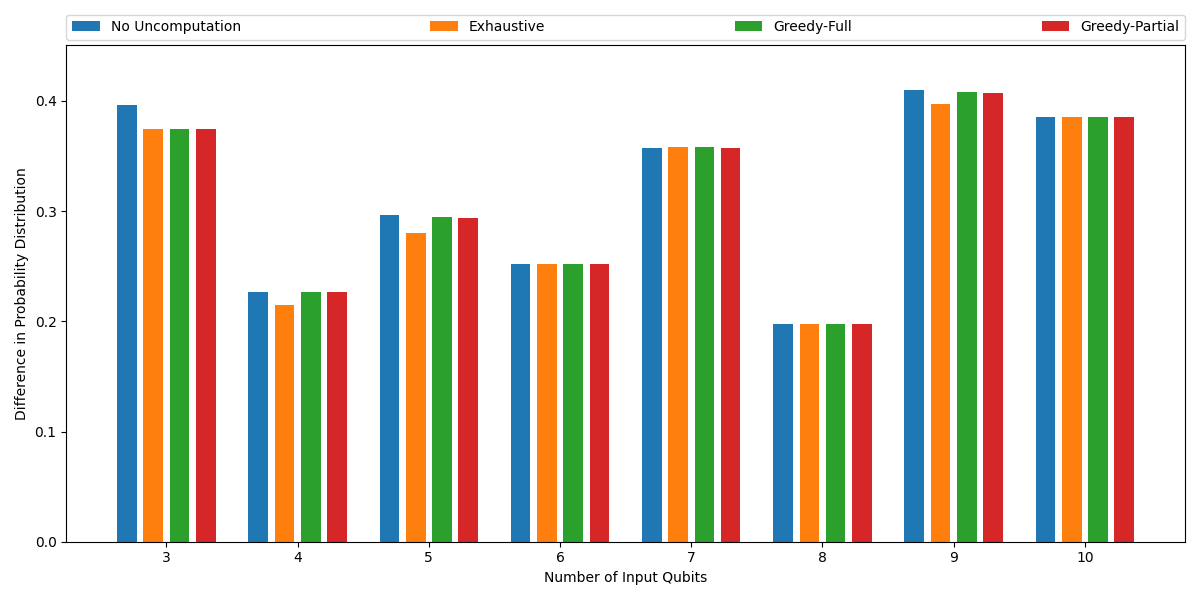 No Uncomputation Exhaustive Greedy-Full Greedy-Partial
Difference in Probability Distribution
0.4
0.3
0.2
0.1
0.0
3 4 5 6 7 8 9 10
Number of Input Qubits